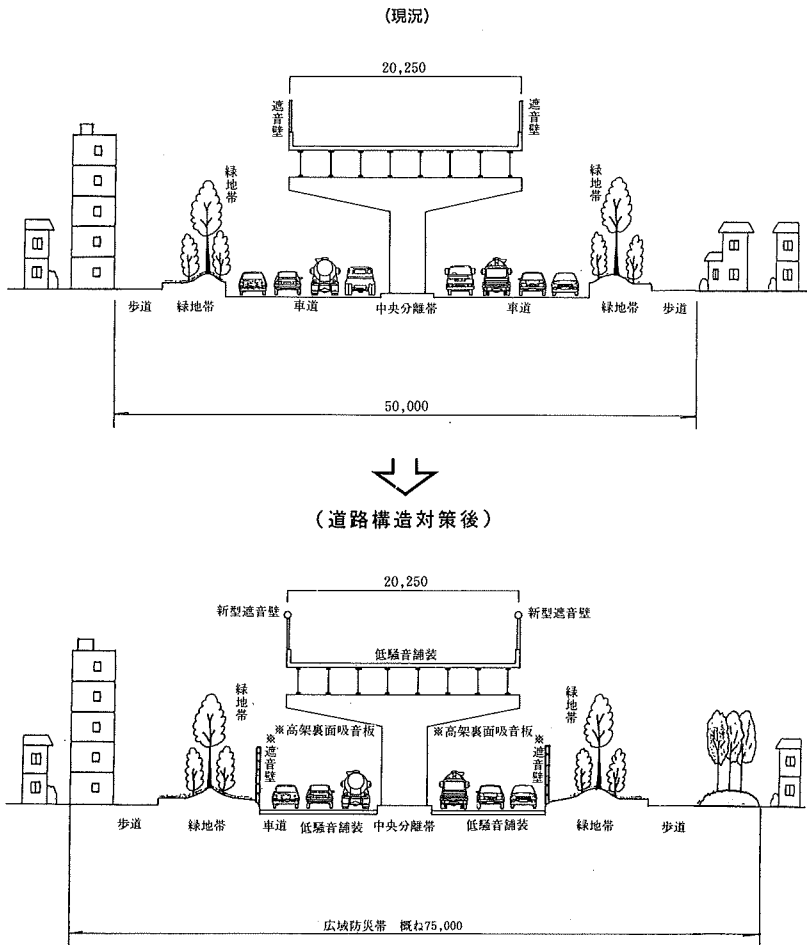 (現況)
20,250
遮音壁
遮音壁
緑地帯
緑地帯
歩道
緑地帯
車道
中央分離帯
車道
緑地帯
歩道
50,000
(道路構造対策後)
20,250
新型遮音壁
新型遮音壁
低騒音舗装
緑地帯
緑地帯
※高架裏面吸音板
※高架裏面吸音板
※遮音壁
※遮音壁
歩道
緑地帯
車道
低騒音舗装
中央分離帯
低騒音舗装
緑地帯
歩道
広域防災帯 概ね75,000